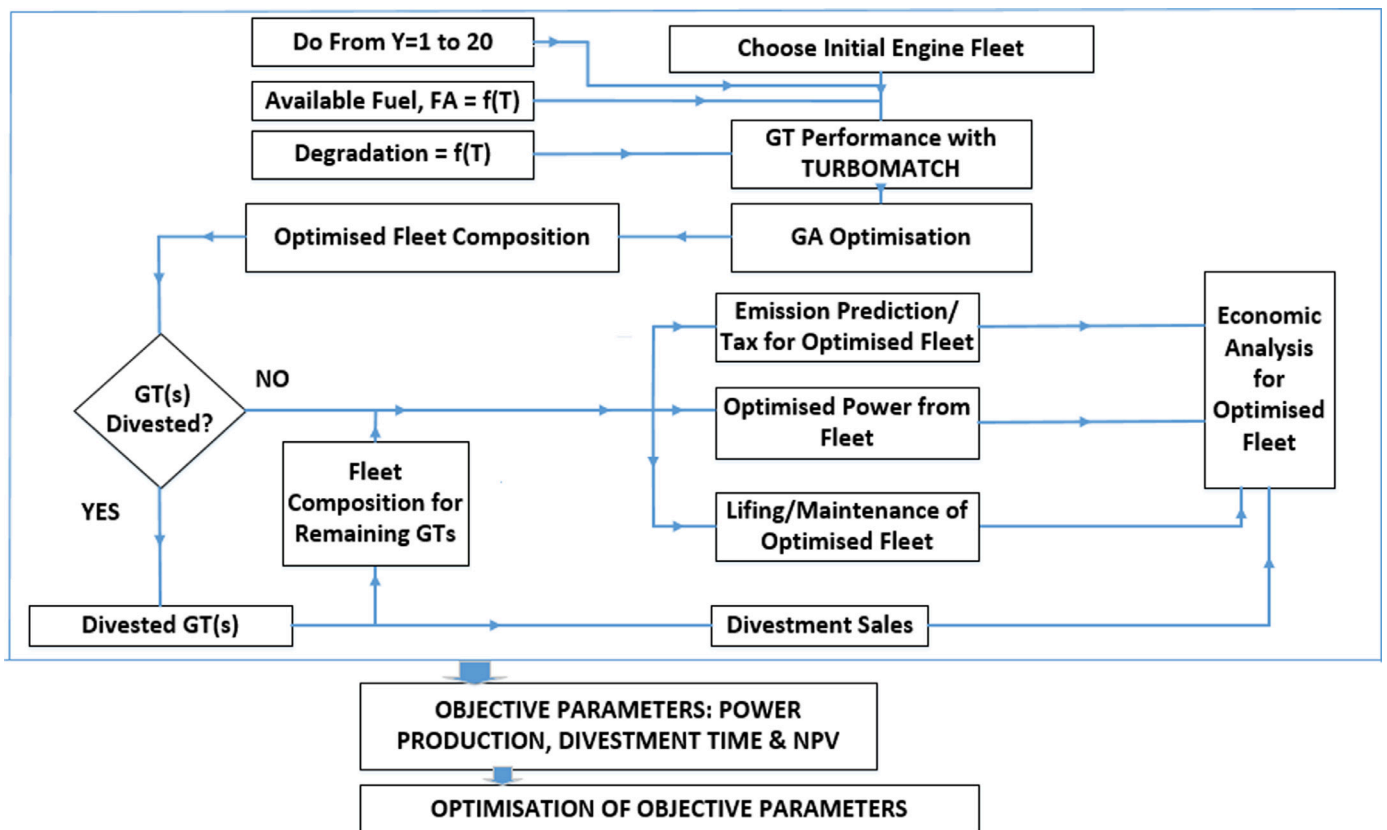 Do From Y=1 to 20
Choose Initial Engine Fleet
Available Fuel, FA = f(T)
Degradation = f(T)
GT Performance with
TURBOMATCH
Optimised Fleet Composition
GA Optimisation
Emission Prediction/
Tax for Optimised Fleet
Economic
Analysis
for
Optimised
Fleet
GT(s)
Divested?
NO
Optimised Power from
Fleet
Fleet
Composition for
Remaining GTs
YES
Lifing/Maintenance of
Optimised Fleet
Divested GT(s)
Divestment Sales
OBJECTIVE PARAMETERS: POWER
PRODUCTION, DIVESTMENT TIME & NPV
OPTIMISATION OF OBJECTIVE PARAMETERS